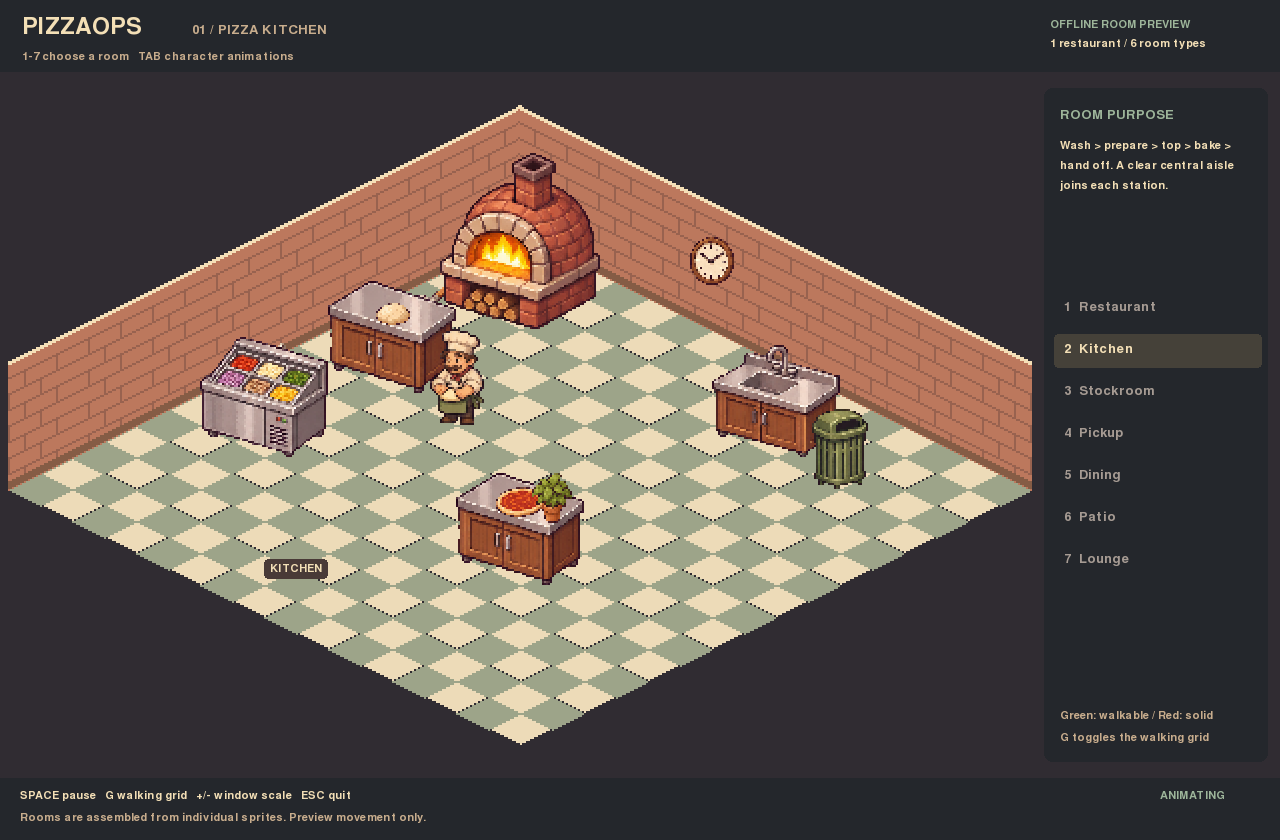 PIZZAOPS
01 / PIZZA KITCHEN
1-7 choose a room TAB character animations
OFFLINE ROOM PREVIEW
1 restaurant / 6 room types
ROOM PURPOSE
Wash > prepare > top > bake >
hand off. A clear central aisle
joins each station.
1 Restaurant
2 Kitchen
3 Stockroom
4 Pickup
5 Dining
6 Patio
7 Lounge
KITCHEN
Green: walkable / Red: solid
G toggles the walking grid
SPACE pause G walking grid +/- window scale ESC quit
ANIMATING
Rooms are assembled from individual sprites. Preview movement only.